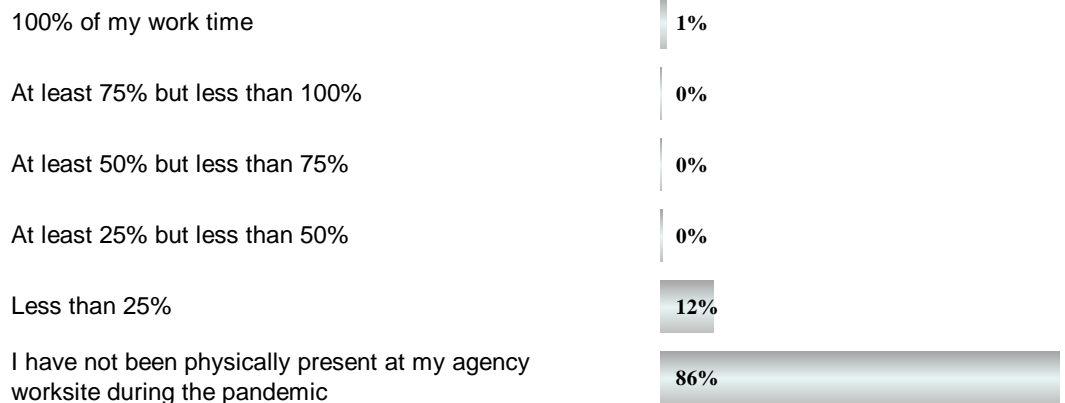 100% of my work time 1%
At least 75% but less than 100% 0%
At least 50% but less than 75% 0%
At least 25% but less than 50% 0%
Less than 25% 12%
I have not been physically present at my agency
worksite during the pandemic 86%